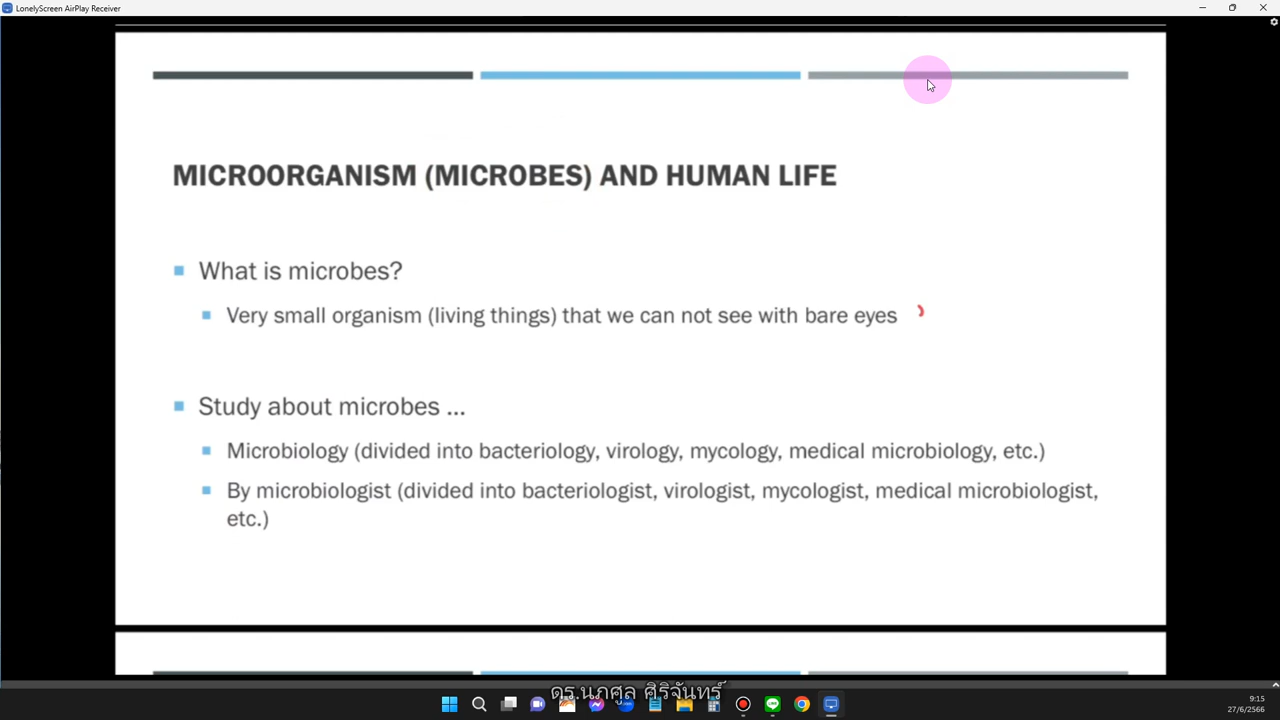 LonelyScreen AirPlay Receiver
MICROORGANISM (MICROBES) AND HUMAN LIFE
What is microbes?
Very small organism (living things) that we can not see with bare eyes
Study about microbes ...
Microbiology (divided into bacteriology, virology, mycology, medical microbiology, etc.)
By microbiologist (divided into bacteriologist, virologist, mycologist, medical microbiologist,
etc.)
ดร.นภศูล ศิริจันทร์
9:15
27/6/2566